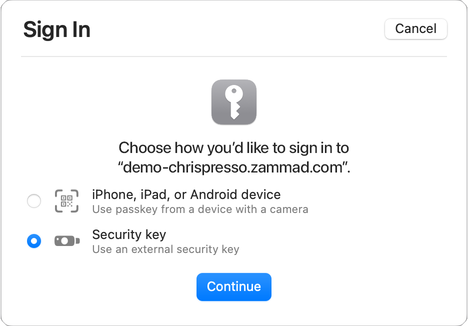 Sign In
Cancel
Choose how you’d like to sign in to
“demo-chrispresso.zammad.com”.
iPhone, iPad, or Android device
Use passkey from a device with a camera
Security key
Use an external security key
Continue